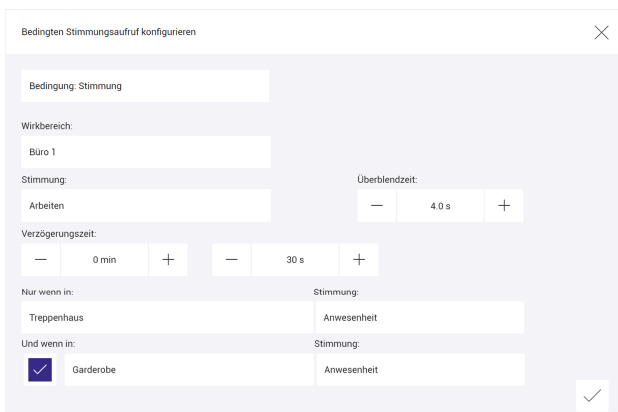 Bedingten Stimmungsaufruf konfigurieren
Bedingung: Stimmung
Wirkbereich:
Büro 1
Stimmung: Überblendzeit:
Arbeiten 4.0 s
Verzögerungszeit:
0 min 30 s
Nur wenn in: Stimmung:
Treppenhaus Anwesenheit
Und wenn in: Stimmung:
Garderobe Anwesenheit